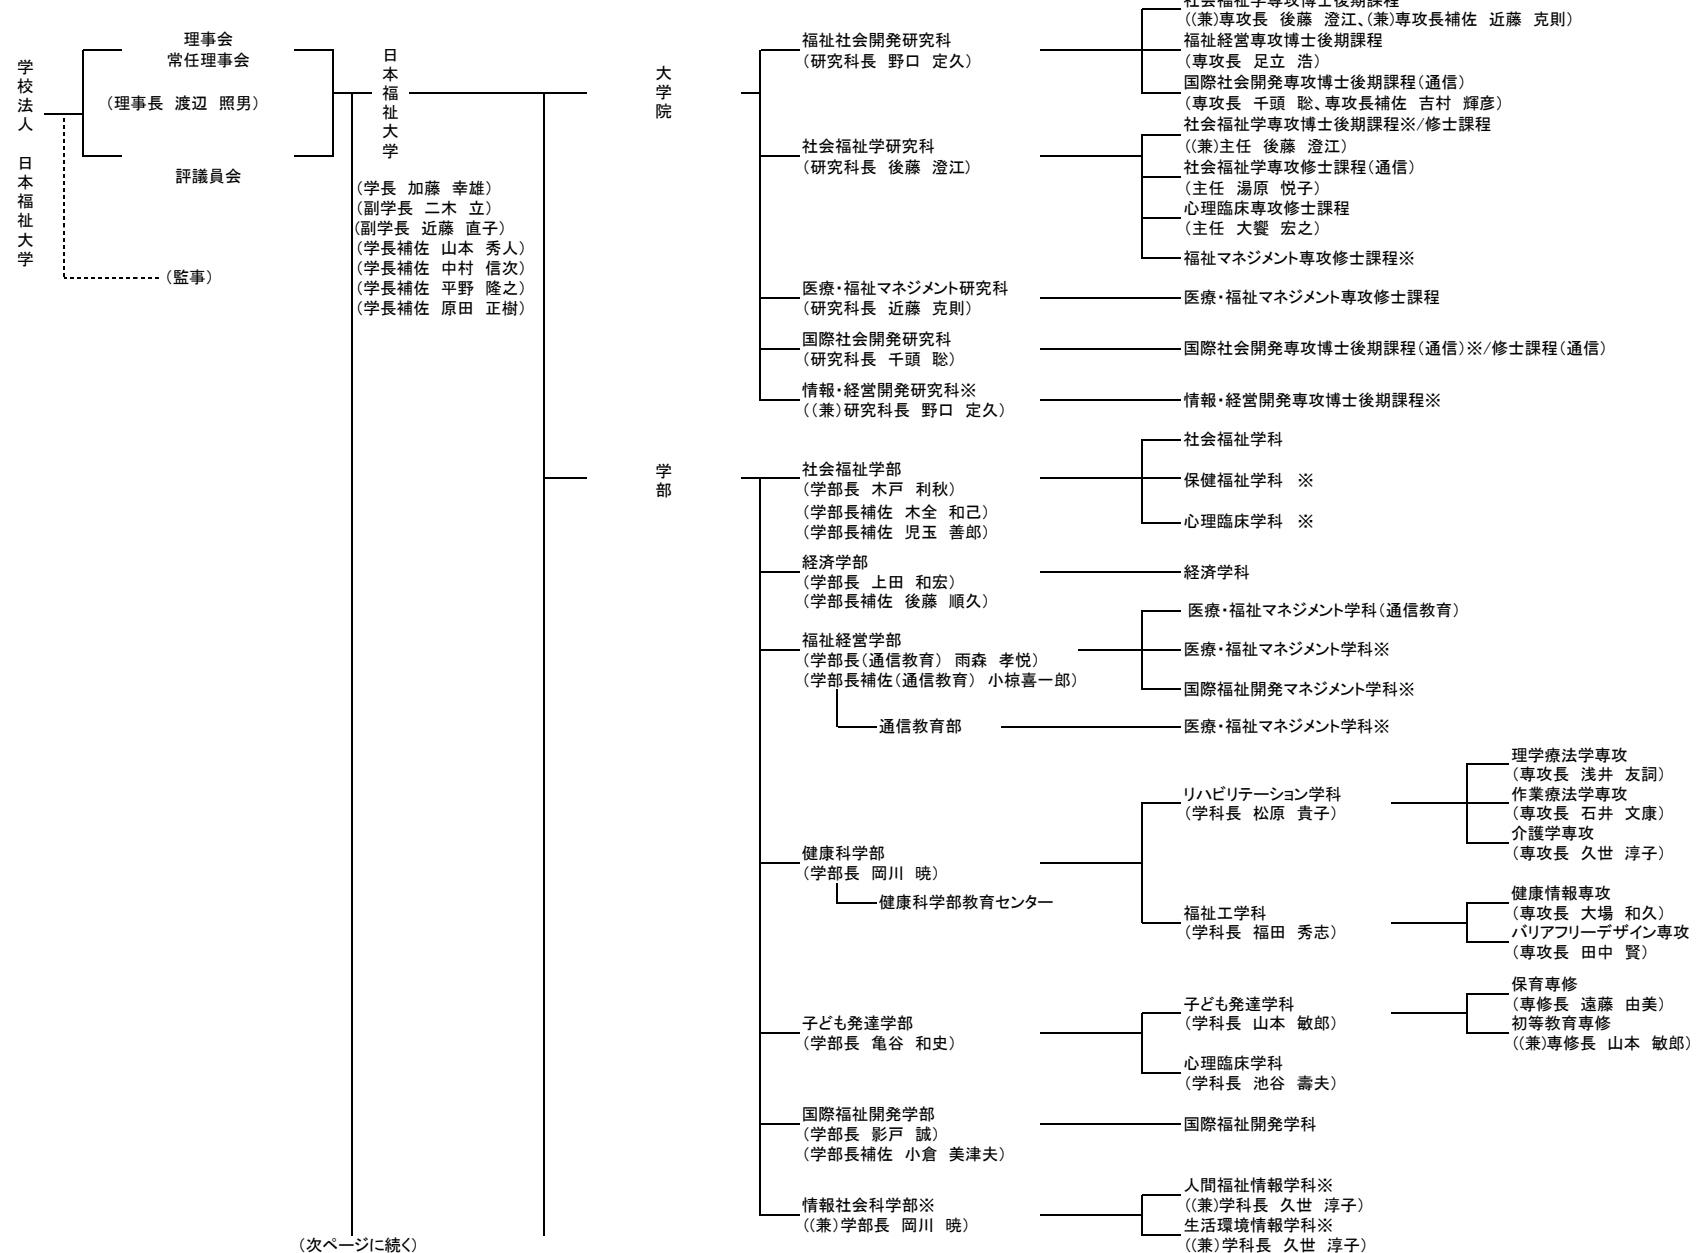 学校法人 日本福祉大学
理事会
常任理事会
（理事長 渡辺 照男）
評議員会
（監事）
日本福祉大学
（学長 加藤 幸雄）
（副学長 二木 立）
（副学長 近藤 直子）
（学長補佐 山本 秀人）
（学長補佐 中村 信次）
（学長補佐 平野 隆之）
（学長補佐 原田 正樹）
大学院
福祉社会開発研究科
（研究科長 野口 定久）
社会福祉学専攻博士後期課程
（（兼）専攻長 後藤 澄江、（兼）専攻長補佐 近藤 克則）
福祉経営専攻博士後期課程
（専攻長 足立 浩）
国際社会開発専攻博士後期課程（通信）
（専攻長 千頭 聡、専攻長補佐 吉村 輝彦）
社会福祉学研究科
（研究科長 後藤 澄江）
社会福祉学専攻博士後期課程※/修士課程
（（兼）主任 後藤 澄江）
社会福祉学専攻修士課程（通信）
（主任 湯原 悦子）
心理臨床専攻修士課程
（主任 大饗 宏之）
福祉マネジメント専攻修士課程※
医療・福祉マネジメント研究科
（研究科長 近藤 克則）
医療・福祉マネジメント専攻修士課程
国際社会開発研究科
（研究科長 千頭 聡）
国際社会開発専攻博士後期課程（通信）※/修士課程（通信）
情報・経営開発研究科※
（（兼）研究科長 野口 定久）
情報・経営開発専攻博士後期課程※
学部
社会福祉学部
（学部長 木戸 利秋）
（学部長補佐 木全 和己）
（学部長補佐 児玉 善郎）
社会福祉学科
保健福祉学科 ※
心理臨床学科 ※
経済学部
（学部長 上田 和宏）
（学部長補佐 後藤 順久）
経済学科
福祉経営学部
（学部長（通信教育） 雨森 孝悦）
（学部長補佐（通信教育） 小椋喜一郎）
医療・福祉マネジメント学科（通信教育）
医療・福祉マネジメント学科※
国際福祉開発マネジメント学科※
通信教育部
医療・福祉マネジメント学科※
健康科学部
（学部長 岡川 暁）
健康科学部教育センター
リハビリテーション学科
（学科長 松原 貴子）
理学療法学専攻
（専攻長 浅井 友詞）
作業療法学専攻
（専攻長 石井 文康）
介護学専攻
（専攻長 久世 淳子）
福祉工学科
（学科長 福田 秀志）
健康情報専攻
（専攻長 大場 和久）
バリアフリーデザイン専攻
（専攻長 田中 賢）
子ども発達学部
（学部長 亀谷 和史）
子ども発達学科
（学科長 山本 敏郎）
保育専修
（専修長 遠藤 由美）
初等教育専修
（（兼）専修長 山本 敏郎）
心理臨床学科
（学科長 池谷 壽夫）
国際福祉開発学部
（学部長 影戸 誠）
（学部長補佐 小倉 美津夫）
国際福祉開発学科
情報社会科学部※
（（兼）学部長 岡川 暁）
人間福祉情報学科※
（（兼）学科長 久世 淳子）
生活環境情報学科※
（（兼）学科長 久世 淳子）
（次ページに続く）